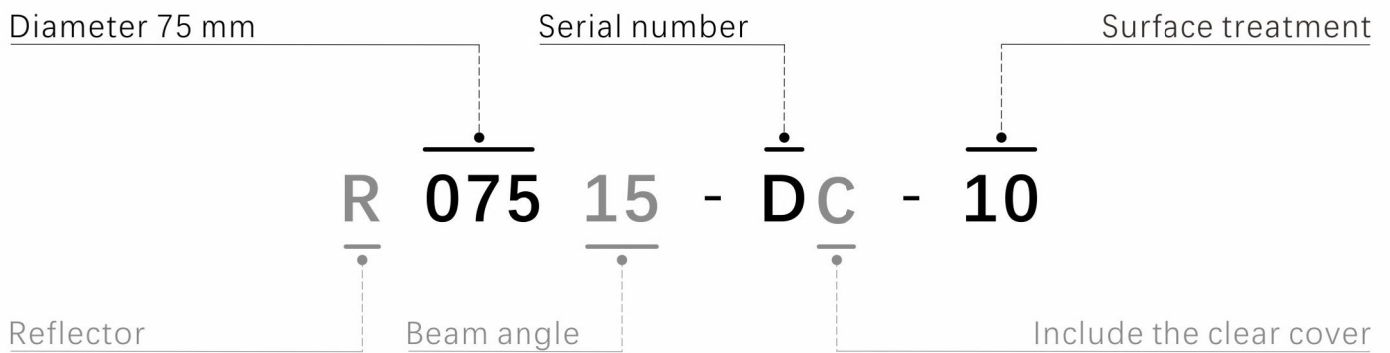 Diameter 75 mm Serial number Surface treatment
R 075 15 - DC - 10
Reflector Beam angle Include the clear cover